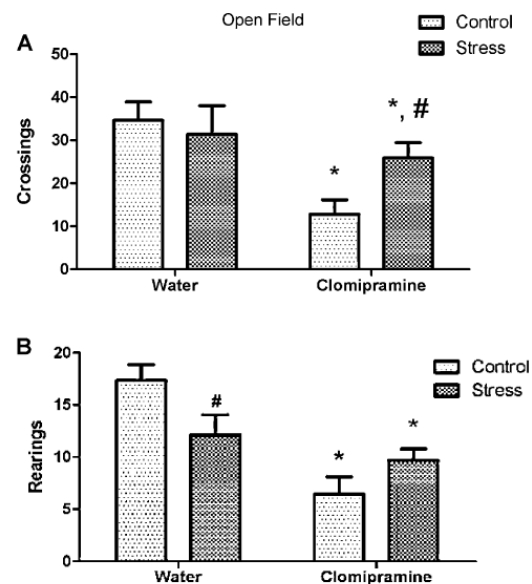 Open Field
A
Control
Stress
Crossings
50
40
30
20
10
0
*
*, #
Water
Clomipramine
B
Control
Stress
Rearings
20
15
10
5
0
#
*
*
Water
Clomipramine